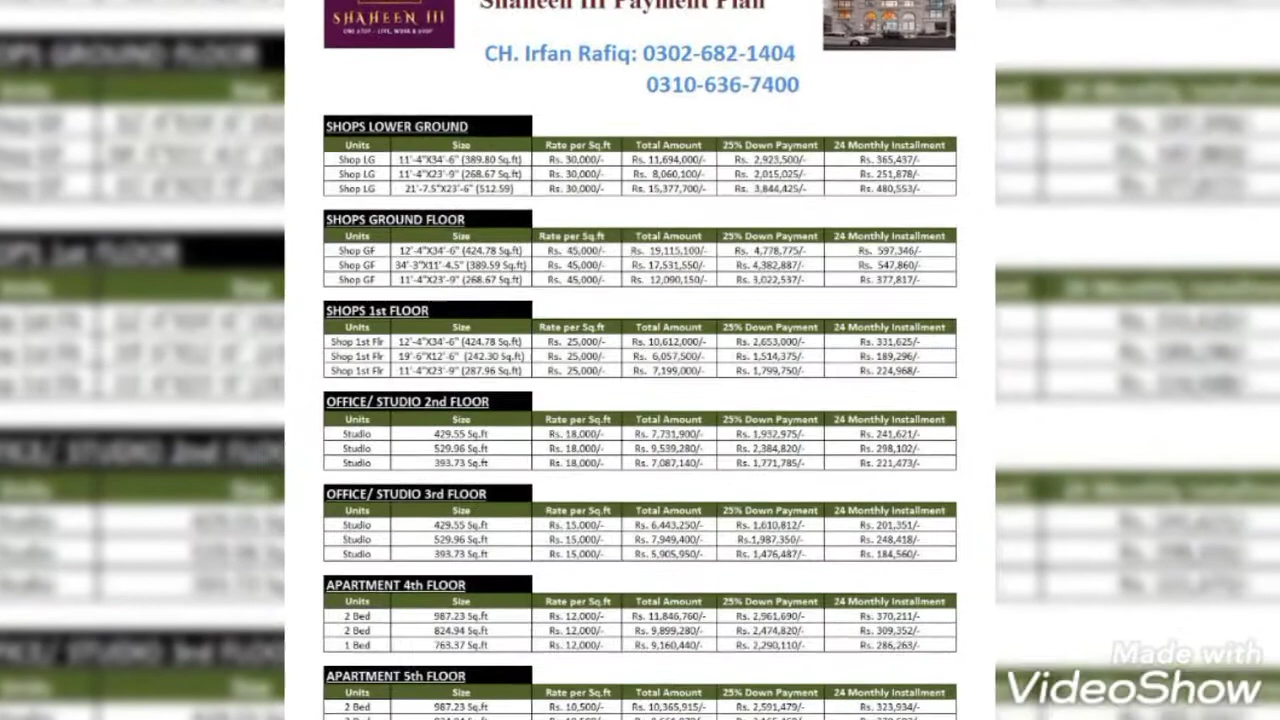 SHAHEEN III
ONE STOP - LIVE, WORK & SHOP
Shaheen III Payment Plan
CH. Irfan Rafiq: 0302-682-1404
0310-636-7400
SHOPS LOWER GROUND
Units Size Rate per Sq.ft Total Amount 25% Down Payment 24 Monthly Installment
Shop LG 11'-4"X34'-6" (389.80 Sq.ft) Rs. 30,000/- Rs. 11,694,000/- Rs. 2,923,500/- Rs. 365,437/-
Shop LG 11'-4"X23'-9" (268.67 Sq.ft) Rs. 30,000/- Rs. 8,060,100/- Rs. 2,015,025/- Rs. 251,878/-
Shop LG 21'-7.5"X23'-6" (512.59) Rs. 30,000/- Rs. 15,377,700/- Rs. 3,844,425/- Rs. 480,553/-
SHOPS GROUND FLOOR
Units Size Rate per Sq.ft Total Amount 25% Down Payment 24 Monthly Installment
Shop GF 12'-4"X34'-6" (424.78 Sq.ft) Rs. 45,000/- Rs. 19,115,100/- Rs. 4,778,775/- Rs. 597,346/-
Shop GF 34'-3"X11'-4.5" (389.59 Sq.ft) Rs. 45,000/- Rs. 17,531,550/- Rs. 4,382,887/- Rs. 547,860/-
Shop GF 11'-4"X23'-9" (268.67 Sq.ft) Rs. 45,000/- Rs. 12,090,150/- Rs. 3,022,537/- Rs. 377,817/-
SHOPS 1st FLOOR
Units Size Rate per Sq.ft Total Amount 25% Down Payment 24 Monthly Installment
Shop 1st Flr 12'-4"X34'-6" (424.78 Sq.ft) Rs. 25,000/- Rs. 10,612,000/- Rs. 2,653,000/- Rs. 331,625/-
Shop 1st Flr 19'-6"X12'-6" (242.30 Sq.ft) Rs. 25,000/- Rs. 6,057,500/- Rs. 1,514,375/- Rs. 189,296/-
Shop 1st Flr 11'-4"X23'-9" (287.96 Sq.ft) Rs. 25,000/- Rs. 7,199,000/- Rs. 1,799,750/- Rs. 224,968/-
OFFICE/ STUDIO 2nd FLOOR
Units Size Rate per Sq.ft Total Amount 25% Down Payment 24 Monthly Installment
Studio 429.55 Sq.ft Rs. 18,000/- Rs. 7,731,900/- Rs. 1,932,975/- Rs. 241,621/-
Studio 529.96 Sq.ft Rs. 18,000/- Rs. 9,539,280/- Rs. 2,384,820/- Rs. 298,102/-
Studio 393.73 Sq.ft Rs. 18,000/- Rs. 7,087,140/- Rs. 1,771,785/- Rs. 221,473/-
OFFICE/ STUDIO 3rd FLOOR
Units Size Rate per Sq.ft Total Amount 25% Down Payment 24 Monthly Installment
Studio 429.55 Sq.ft Rs. 15,000/- Rs. 6,443,250/- Rs. 1,610,812/- Rs. 201,351/-
Studio 529.96 Sq.ft Rs. 15,000/- Rs. 7,949,400/- Rs.1,987,350/- Rs. 248,418/-
Studio 393.73 Sq.ft Rs. 15,000/- Rs. 5,905,950/- Rs. 1,476,487/- Rs. 184,560/-
APARTMENT 4th FLOOR
Units Size Rate per Sq.ft Total Amount 25% Down Payment 24 Monthly Installment
2 Bed 987.23 Sq.ft Rs. 12,000/- Rs. 11,846,760/- Rs. 2,961,690/- Rs. 370,211/-
2 Bed 824.94 Sq.ft Rs. 12,000/- Rs. 9,899,280/- Rs. 2,474,820/- Rs. 309,352/-
1 Bed 763.37 Sq.ft Rs. 12,000/- Rs. 9,160,440/- Rs. 2,290,110/- Rs. 286,263/-
APARTMENT 5th FLOOR
Units Size Rate per Sq.ft Total Amount 25% Down Payment 24 Monthly Installment
2 Bed 987.23 Sq.ft Rs. 10,500/- Rs. 10,365,915/- Rs. 2,591,479/- Rs. 323,934/-
Made with
VideoShow